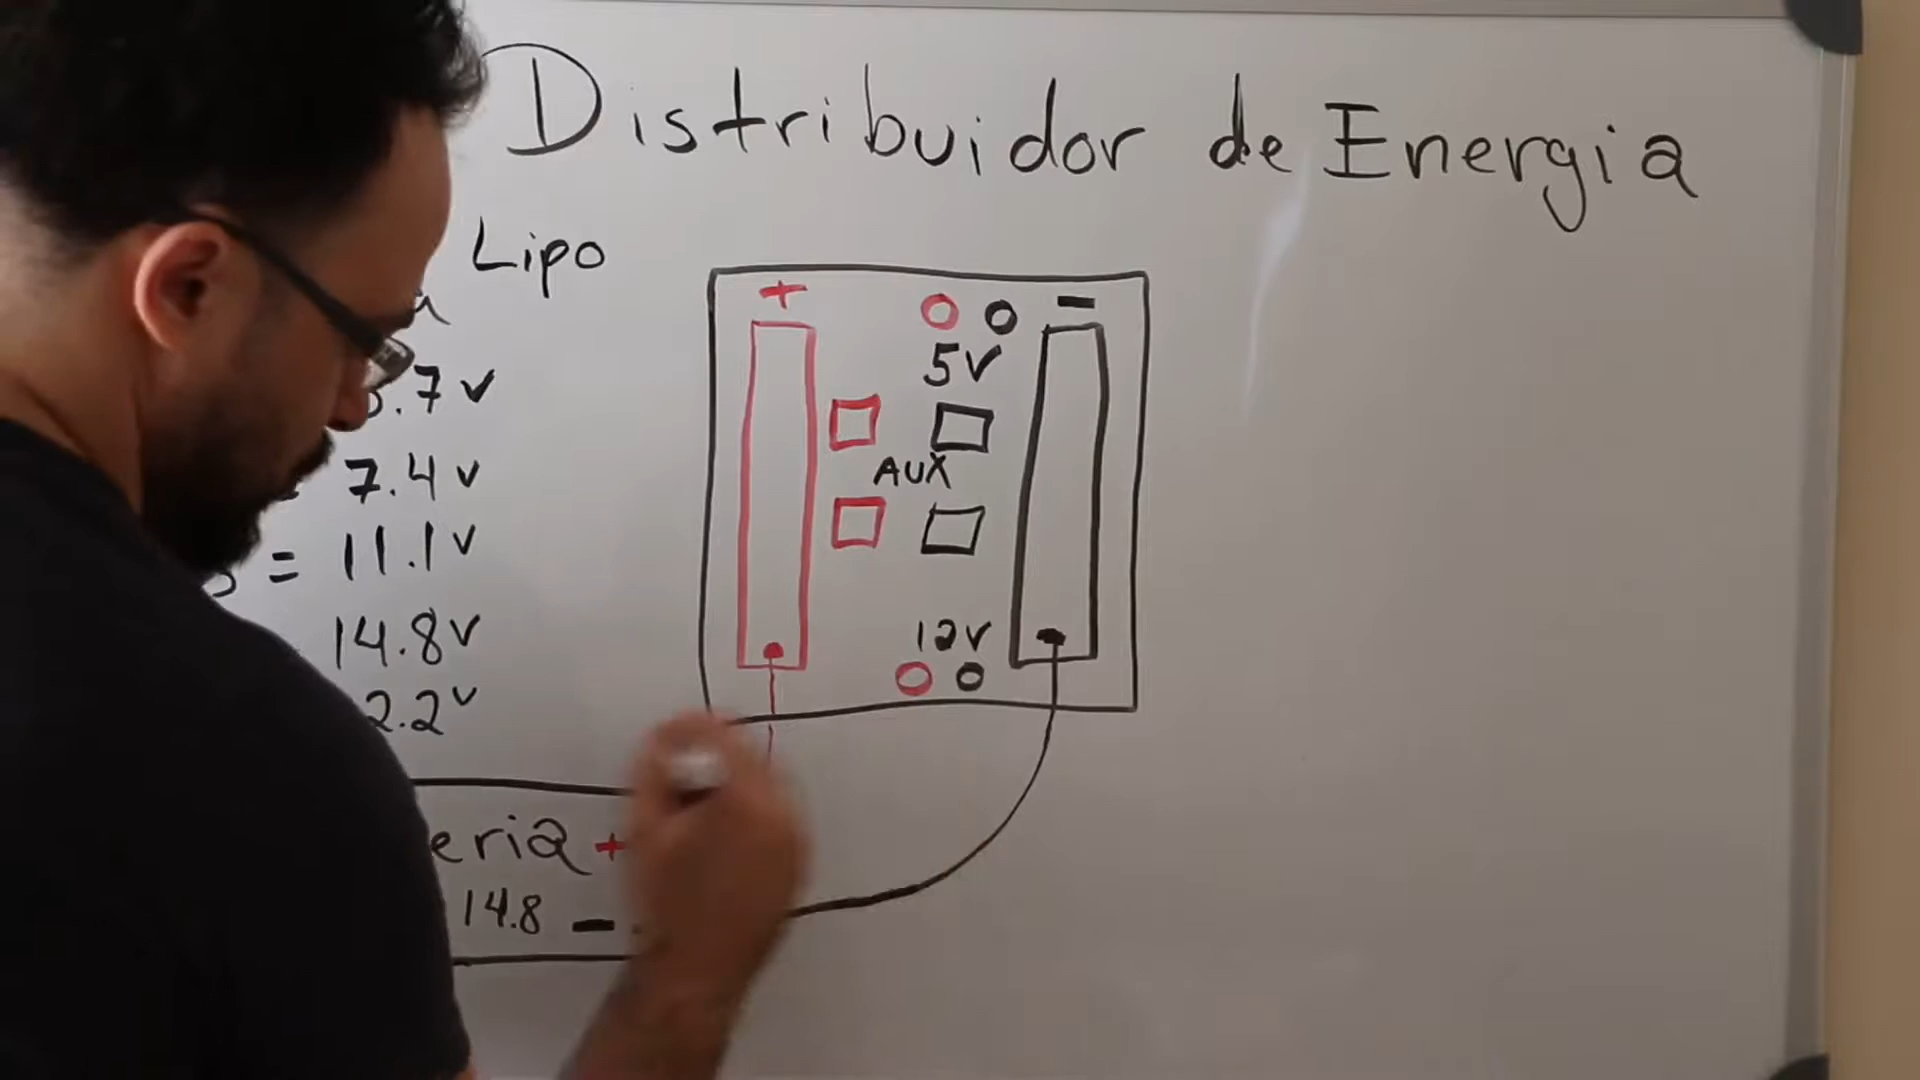 Distribuidor de Energia
Lipo
.7v
7.4v
= 11.1v
14.8v
2.2v
+ -
5v
AUX
12v
eria +
14.8 -